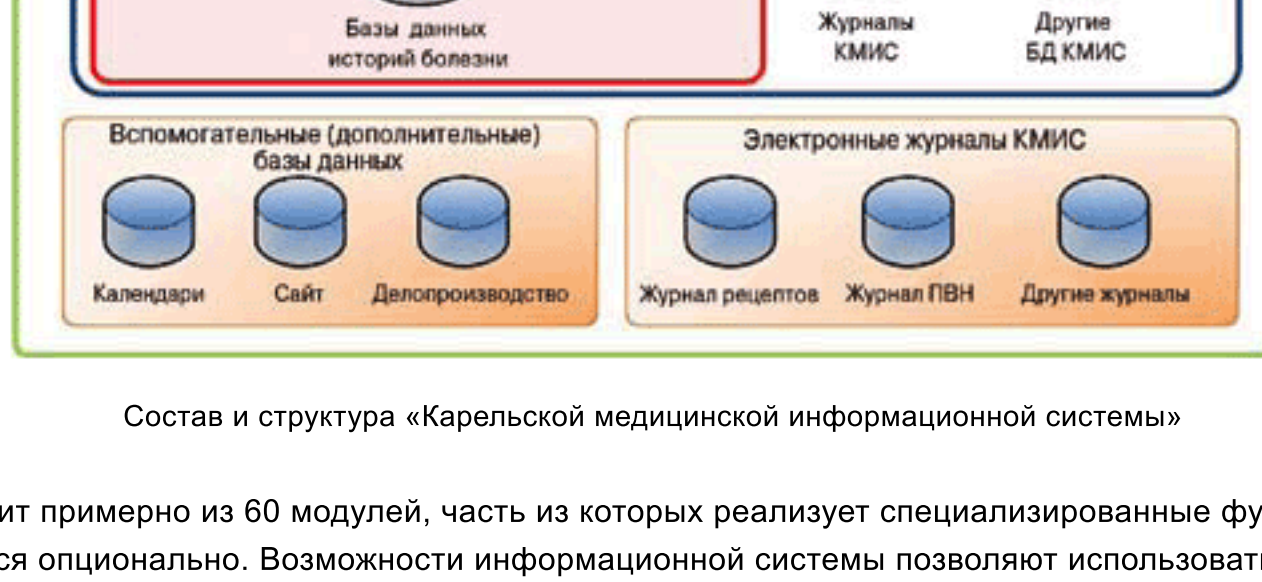 Базы данных
историй болезни
Журналы
КМИС
Другие
БД КМИС
Вспомогательные (дополнительные)
базы данных
Календари
Сайт
Делопроизводство
Электронные журналы КМИС
Журнал рецептов
Журнал ПВН
Другие журналы
Состав и структура «Карельской медицинской информационной системы»
ит примерно из 60 модулей, часть из которых реализует специализированные фу
ся опционально. Возможности информационной системы позволяют использоват